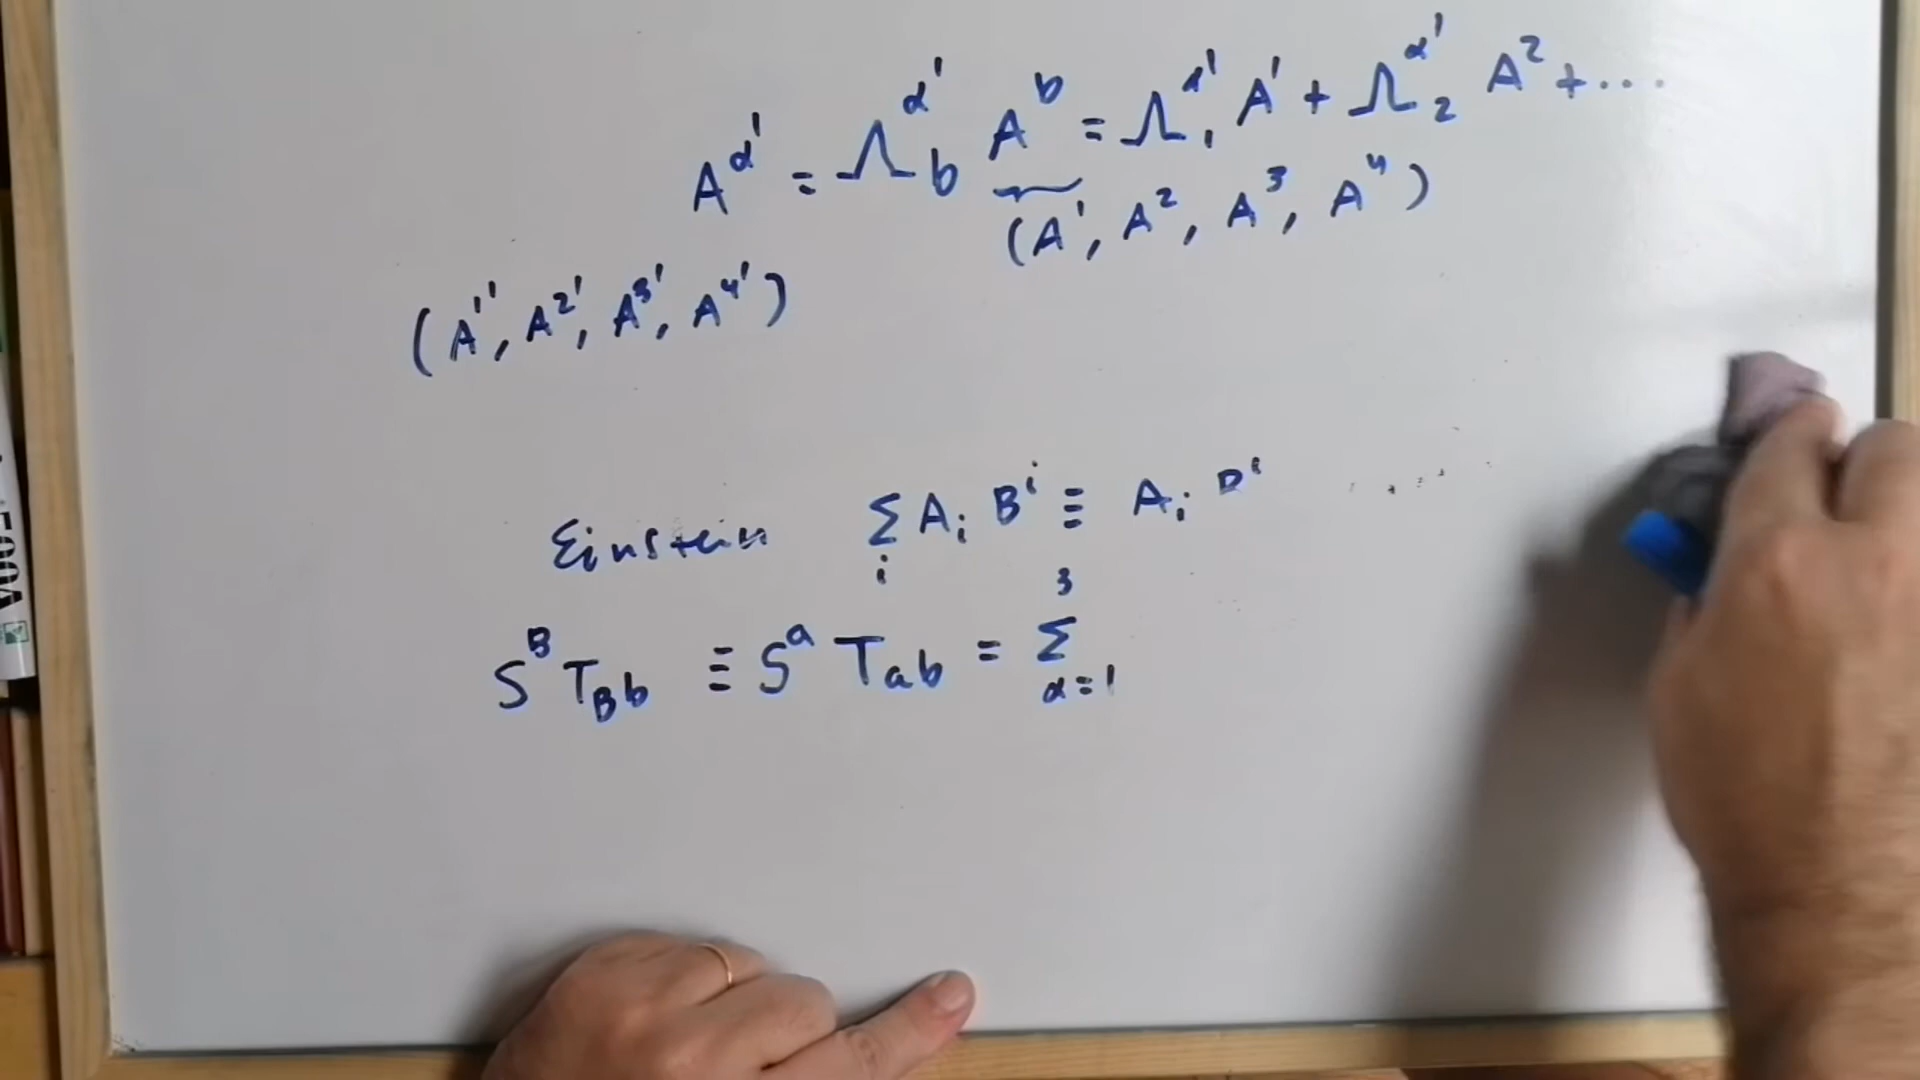 A^α' = Λ^α'_b A^b = Λ^α'_1 A^1 + Λ^α'_2 A^2 + ...
(A^1, A^2, A^3, A^4)
(A^1', A^2', A^3', A^4')
Einstein Σ_i A_i B^i ≡ A_i B^i
S^B T_Bb ≡ S^a T_ab = Σ_{α=1}^3